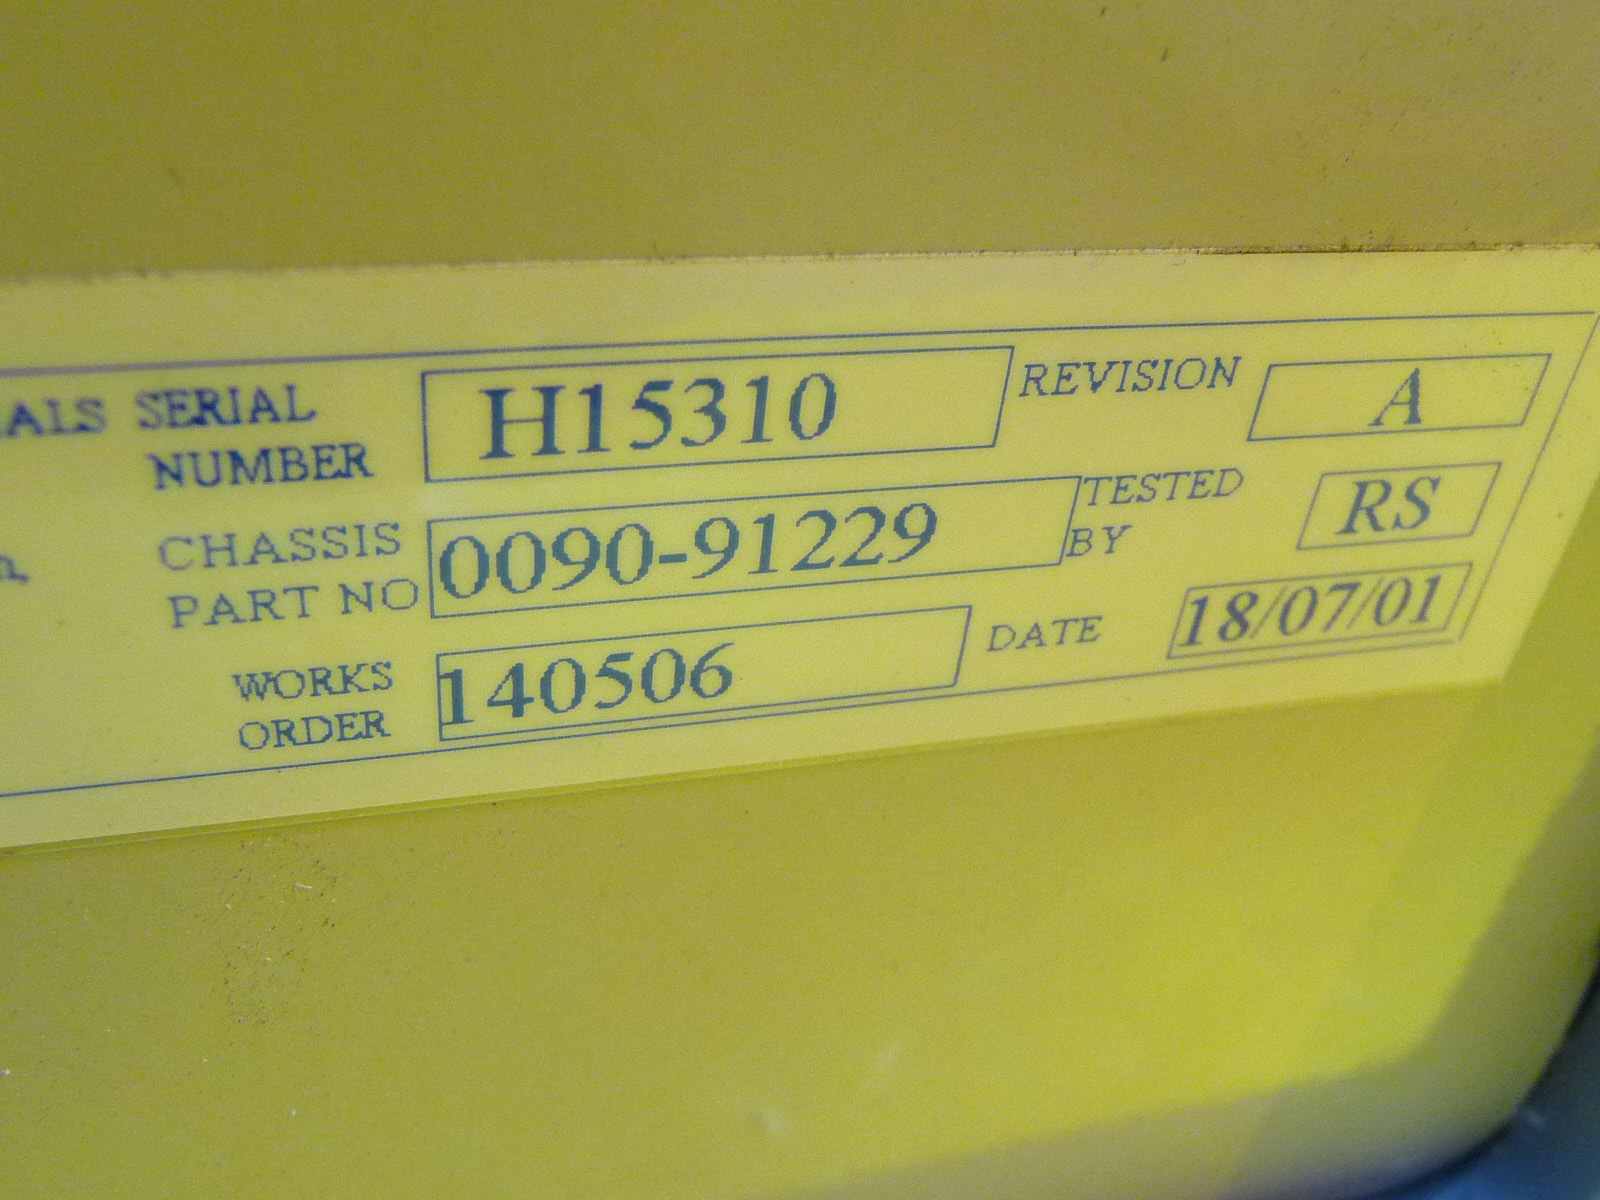 IALS SERIAL NUMBER H15310 REVISION A
CHASSIS PART NO 0090-91229 TESTED BY RS
WORKS ORDER 140506 DATE 18/07/01